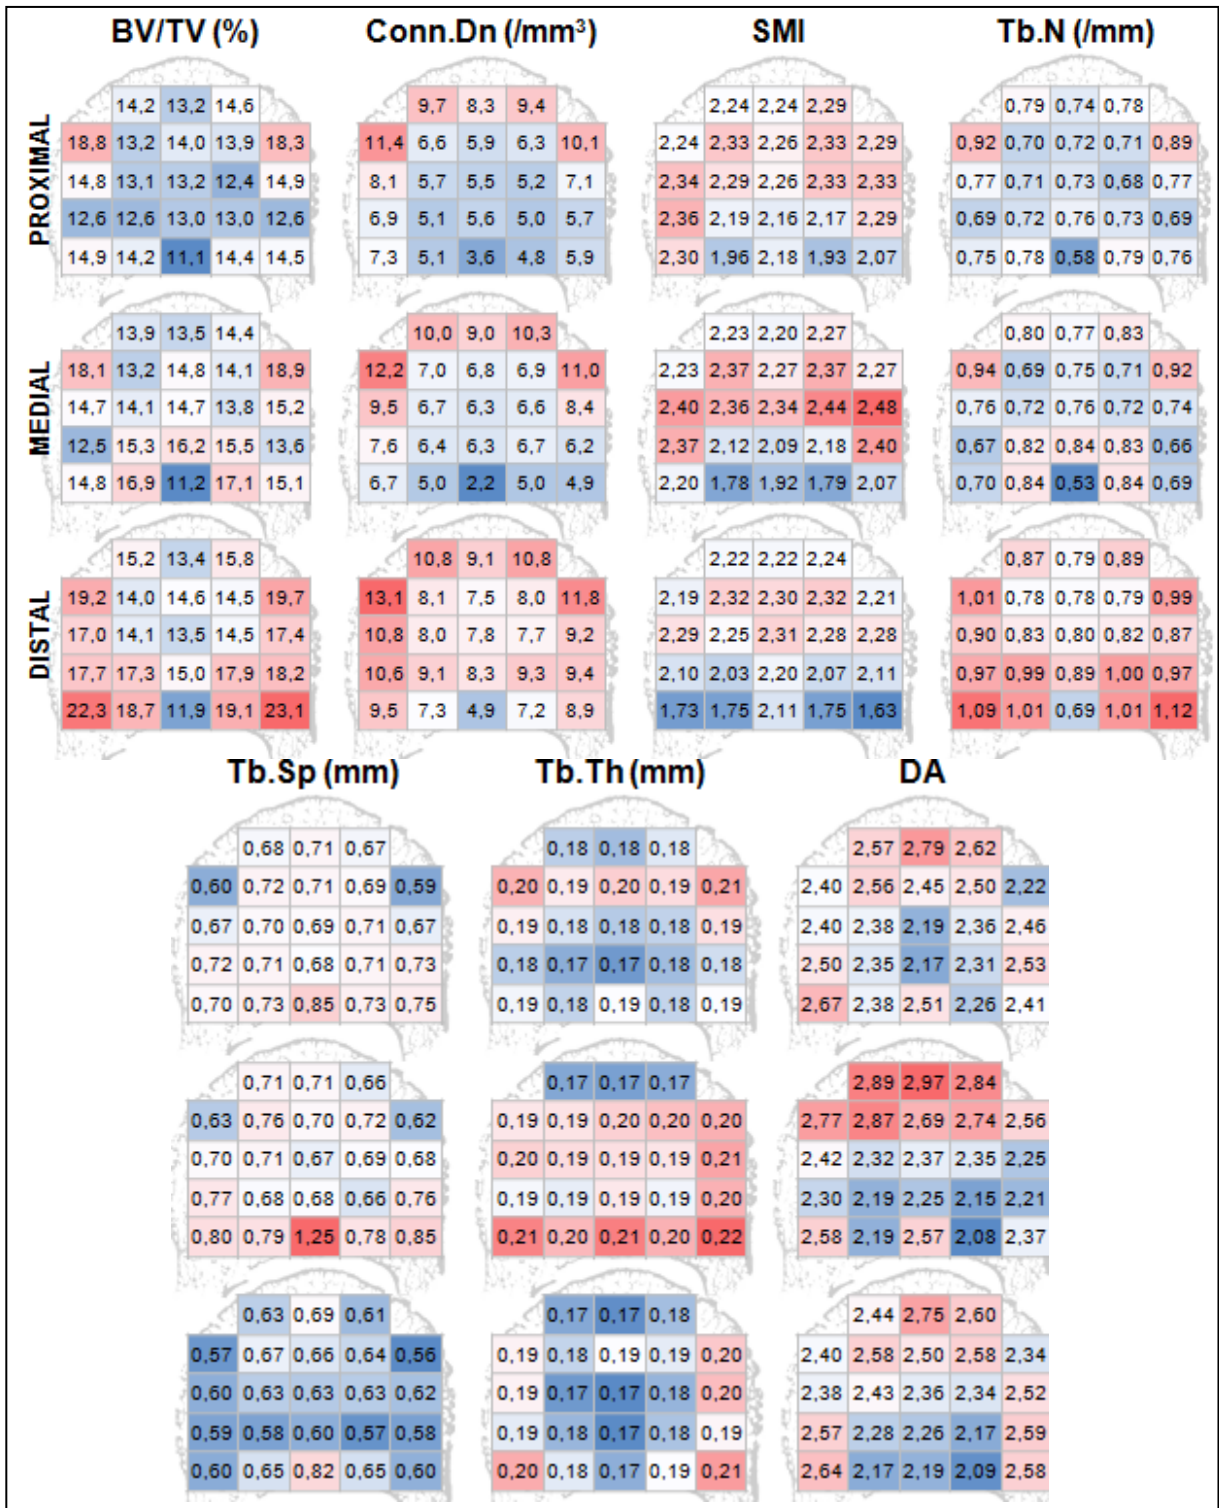 BV/TV (%) Conn.Dn (/mm³) SMI Tb.N (/mm)
PROXIMAL
14,2 13,2 14,6 9,7 8,3 9,4 2,24 2,24 2,29 0,79 0,74 0,78
18,8 13,2 14,0 13,9 18,3 11,4 6,6 5,9 6,3 10,1 2,24 2,33 2,26 2,33 2,29 0,92 0,70 0,72 0,71 0,89
14,8 13,1 13,2 12,4 14,9 8,1 5,7 5,5 5,2 7,1 2,34 2,29 2,26 2,33 2,33 0,77 0,71 0,73 0,68 0,77
12,6 12,6 13,0 13,0 12,6 6,9 5,1 5,6 5,0 5,7 2,36 2,19 2,16 2,17 2,29 0,69 0,72 0,76 0,73 0,69
14,9 14,2 11,1 14,4 14,5 7,3 5,1 3,6 4,8 5,9 2,30 1,96 2,18 1,93 2,07 0,75 0,78 0,58 0,79 0,76
MEDIAL
13,9 13,5 14,4 10,0 9,0 10,3 2,23 2,20 2,27 0,80 0,77 0,83
18,1 13,2 14,8 14,1 18,9 12,2 7,0 6,8 6,9 11,0 2,23 2,37 2,27 2,37 2,27 0,94 0,69 0,75 0,71 0,92
14,7 14,1 14,7 13,8 15,2 9,5 6,7 6,3 6,6 8,4 2,40 2,36 2,34 2,44 2,48 0,76 0,72 0,76 0,72 0,74
12,5 15,3 16,2 15,5 13,6 7,6 6,4 6,3 6,7 6,2 2,37 2,12 2,09 2,18 2,40 0,67 0,82 0,84 0,83 0,66
14,8 16,9 11,2 17,1 15,1 6,7 5,0 2,2 5,0 4,9 2,20 1,78 1,92 1,79 2,07 0,70 0,84 0,53 0,84 0,69
DISTAL
15,2 13,4 15,8 10,8 9,1 10,8 2,22 2,22 2,24 0,87 0,79 0,89
19,2 14,0 14,6 14,5 19,7 13,1 8,1 7,5 8,0 11,8 2,19 2,32 2,30 2,32 2,21 1,01 0,78 0,78 0,79 0,99
17,0 14,1 13,5 14,5 17,4 10,8 8,0 7,8 7,7 9,2 2,29 2,25 2,31 2,28 2,28 0,90 0,83 0,80 0,82 0,87
17,7 17,3 15,0 17,9 18,2 10,6 9,1 8,3 9,3 9,4 2,10 2,03 2,20 2,07 2,11 0,97 0,99 0,89 1,00 0,97
22,3 18,7 11,9 19,1 23,1 9,5 7,3 4,9 7,2 8,9 1,73 1,75 2,11 1,75 1,63 1,09 1,01 0,69 1,01 1,12
Tb.Sp (mm) Tb.Th (mm) DA
0,68 0,71 0,67 0,18 0,18 0,18 2,57 2,79 2,62
0,60 0,72 0,71 0,69 0,59 0,20 0,19 0,20 0,19 0,21 2,40 2,56 2,45 2,50 2,22
0,67 0,70 0,69 0,71 0,67 0,19 0,18 0,18 0,18 0,19 2,40 2,38 2,19 2,36 2,46
0,72 0,71 0,68 0,71 0,73 0,18 0,17 0,17 0,18 0,18 2,50 2,35 2,17 2,31 2,53
0,70 0,73 0,85 0,73 0,75 0,19 0,18 0,19 0,18 0,19 2,67 2,38 2,51 2,26 2,41
0,71 0,71 0,66 0,17 0,17 0,17 2,89 2,97 2,84
0,63 0,76 0,70 0,72 0,62 0,19 0,19 0,20 0,20 0,20 2,77 2,87 2,69 2,74 2,56
0,70 0,71 0,67 0,69 0,68 0,20 0,19 0,19 0,19 0,21 2,42 2,32 2,37 2,35 2,25
0,77 0,68 0,68 0,66 0,76 0,19 0,19 0,19 0,19 0,20 2,30 2,19 2,25 2,15 2,21
0,80 0,79 1,25 0,78 0,85 0,21 0,20 0,21 0,20 0,22 2,58 2,19 2,57 2,08 2,37
0,63 0,69 0,61 0,17 0,17 0,18 2,44 2,75 2,60
0,57 0,67 0,66 0,64 0,56 0,19 0,18 0,19 0,19 0,20 2,40 2,58 2,50 2,58 2,34
0,60 0,63 0,63 0,63 0,62 0,19 0,17 0,17 0,18 0,20 2,38 2,43 2,36 2,34 2,52
0,59 0,58 0,60 0,57 0,58 0,19 0,18 0,17 0,18 0,19 2,57 2,28 2,26 2,17 2,59
0,60 0,65 0,82 0,65 0,60 0,20 0,18 0,17 0,19 0,21 2,64 2,17 2,19 2,09 2,58